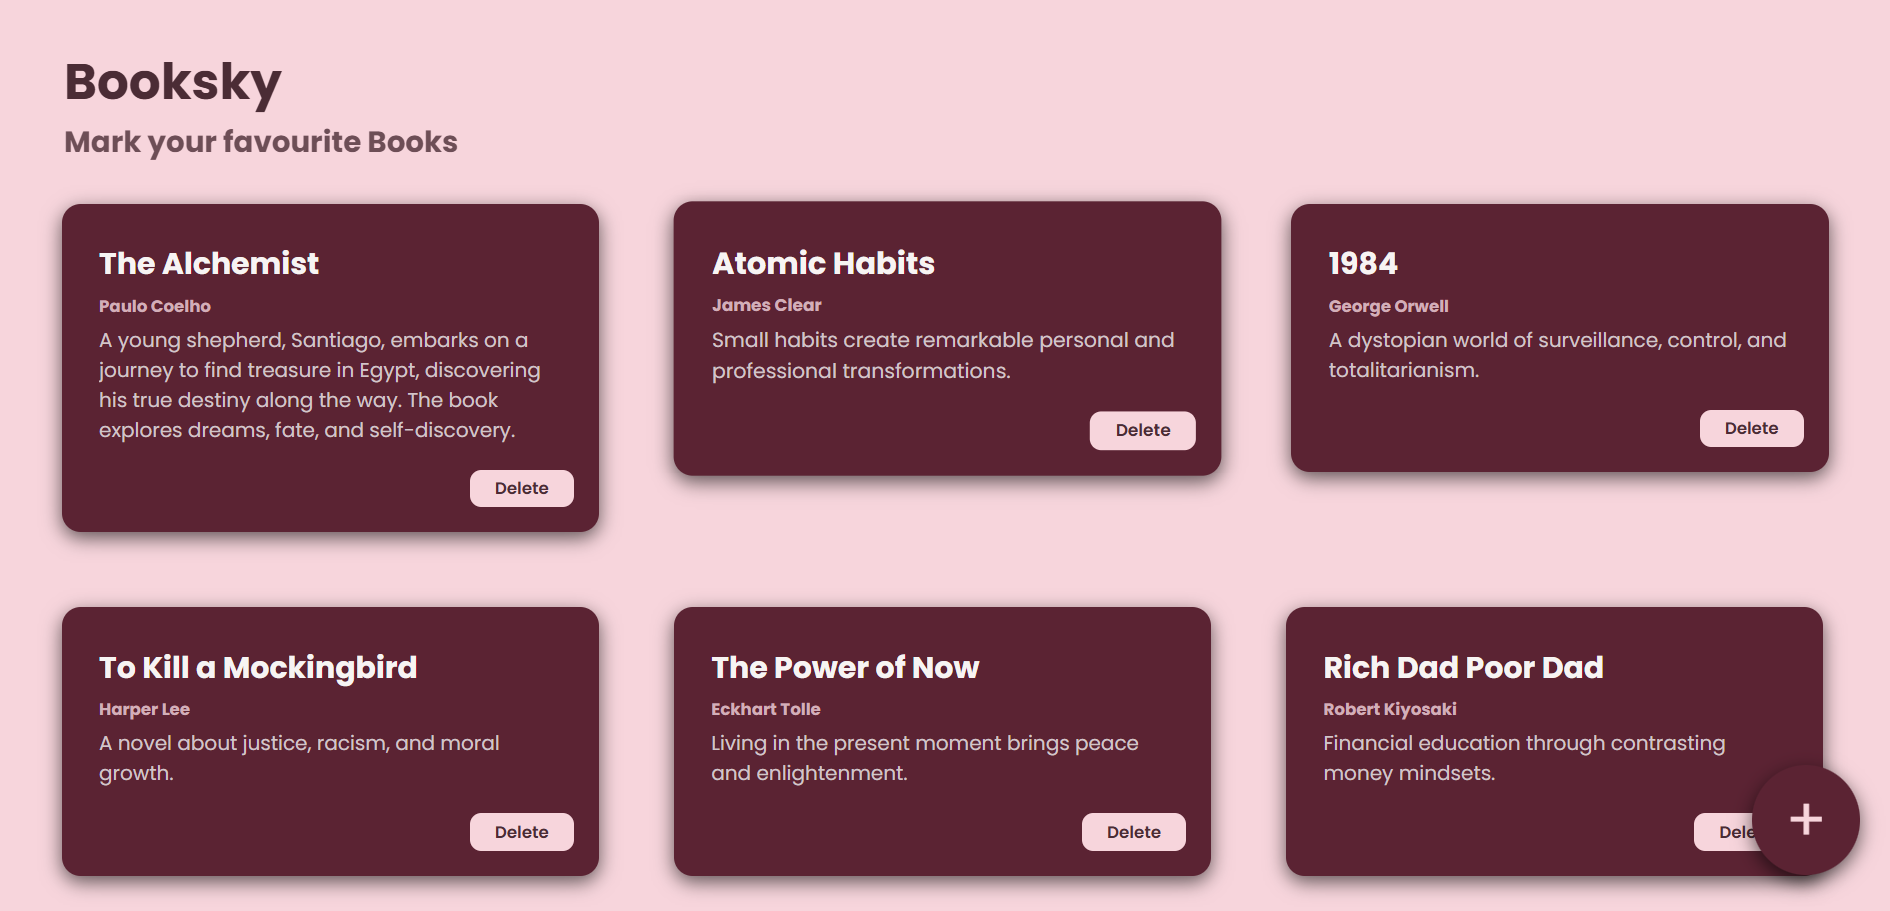 Booksky
Mark your favourite Books
The Alchemist
Paulo Coelho
A young shepherd, Santiago, embarks on a
journey to find treasure in Egypt, discovering
his true destiny along the way. The book
explores dreams, fate, and self-discovery.
Delete
Atomic Habits
James Clear
Small habits create remarkable personal and
professional transformations.
Delete
1984
George Orwell
A dystopian world of surveillance, control, and
totalitarianism.
Delete
To Kill a Mockingbird
Harper Lee
A novel about justice, racism, and moral
growth.
Delete
The Power of Now
Eckhart Tolle
Living in the present moment brings peace
and enlightenment.
Delete
Rich Dad Poor Dad
Robert Kiyosaki
Financial education through contrasting
money mindsets.
Dele
+